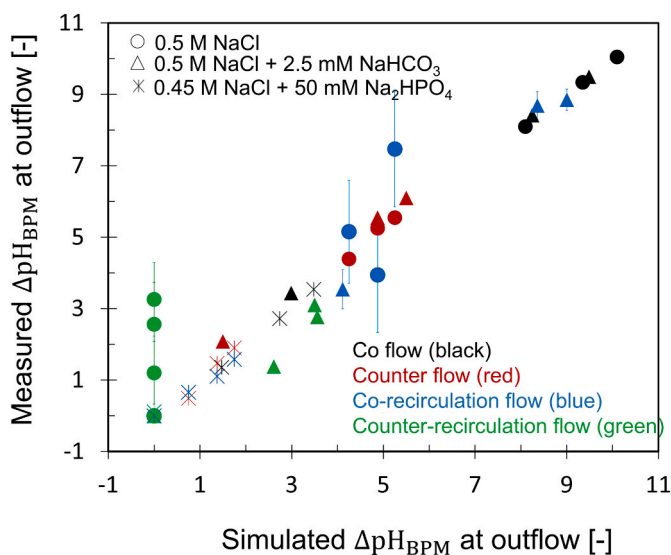 11
9
7
5
3
1
-1
-1
1
3
5
7
9
11
Measured ΔpH_BPM at outflow [-]
Simulated ΔpH_BPM at outflow [-]
0.5 M NaCl
0.5 M NaCl + 2.5 mM NaHCO₃
0.45 M NaCl + 50 mM Na₂HPO₄
Co flow (black)
Counter flow (red)
Co-recirculation flow (blue)
Counter-recirculation flow (green)